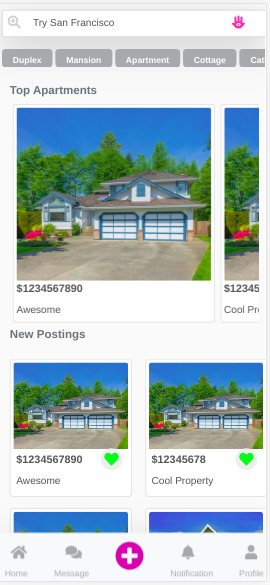 Try San Francisco
Duplex Mansion Apartment Cottage Cat
Top Apartments
$1234567890 $12345
Awesome Cool Pr
New Postings
$1234567890 $12345678
Awesome Cool Property
Home Message Notification Profile